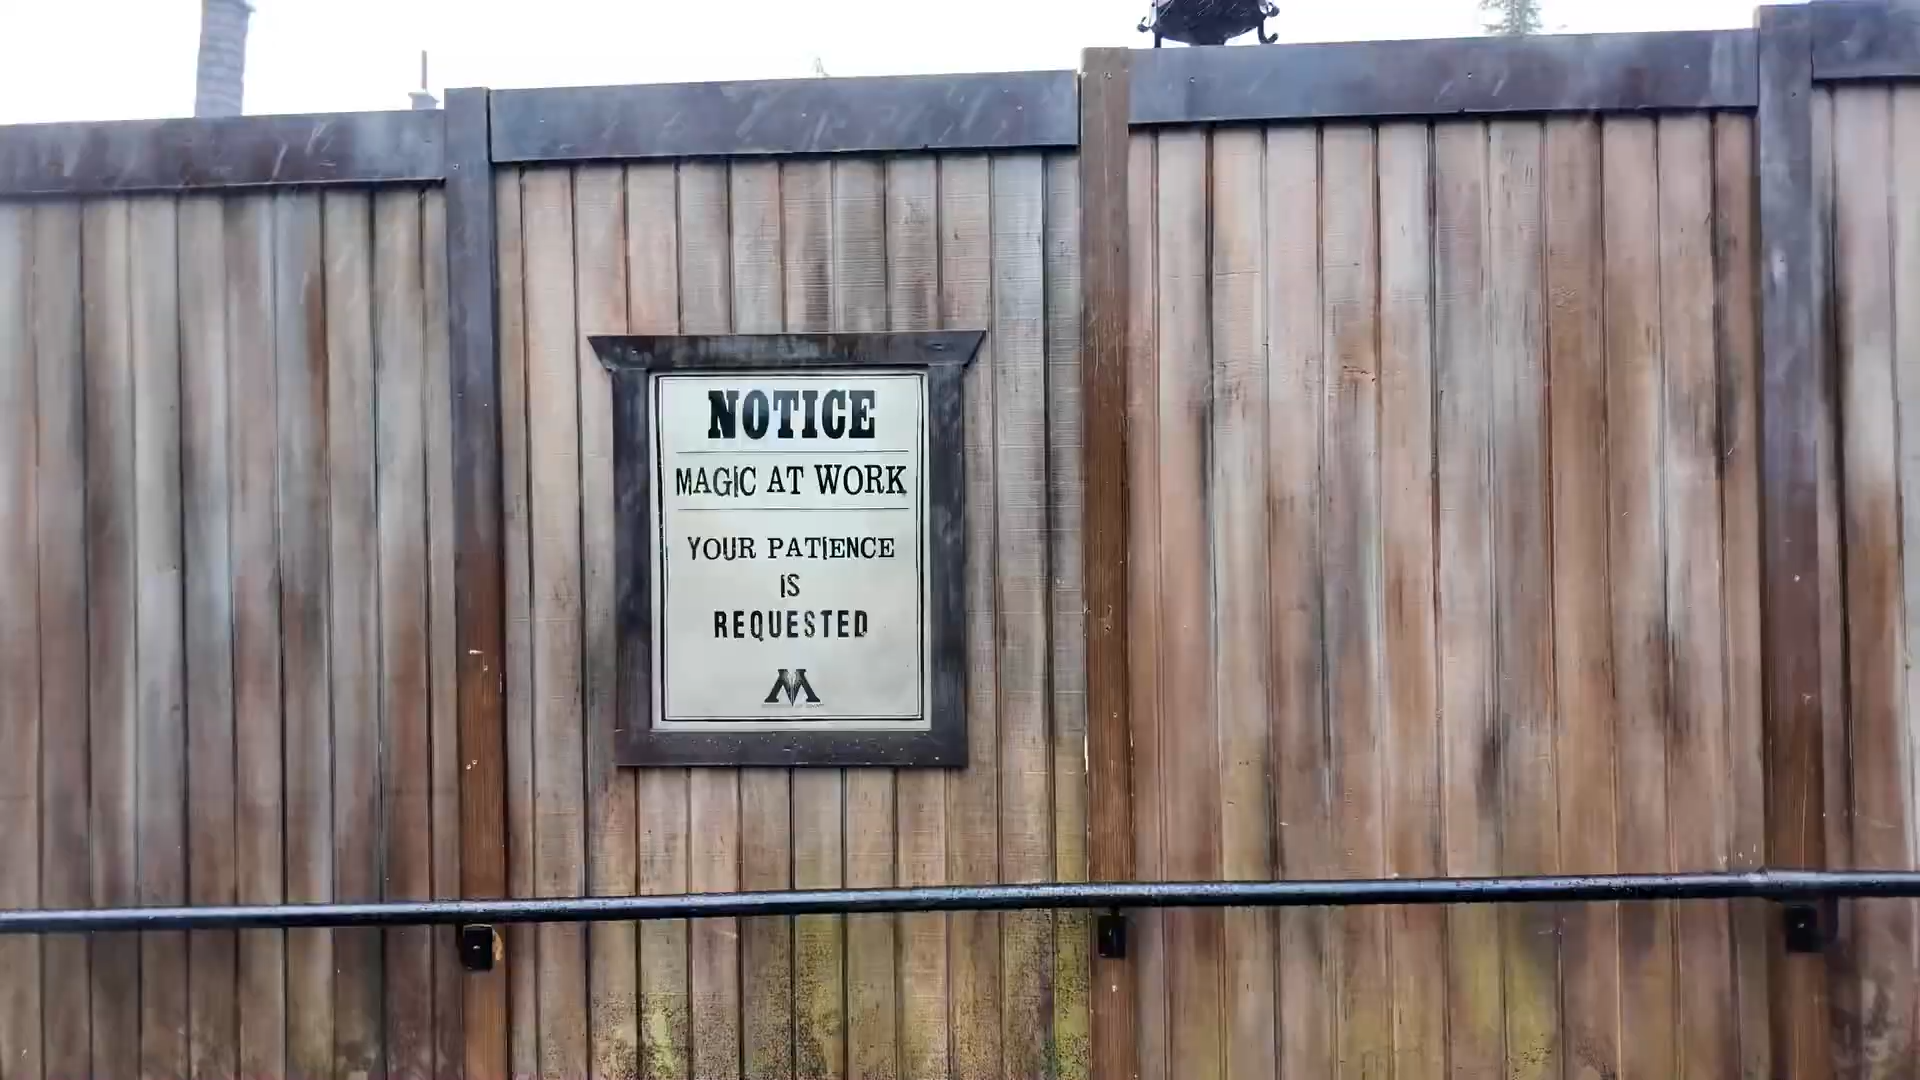 NOTICE
MAGIC AT WORK
YOUR PATIENCE
IS
REQUESTED
M